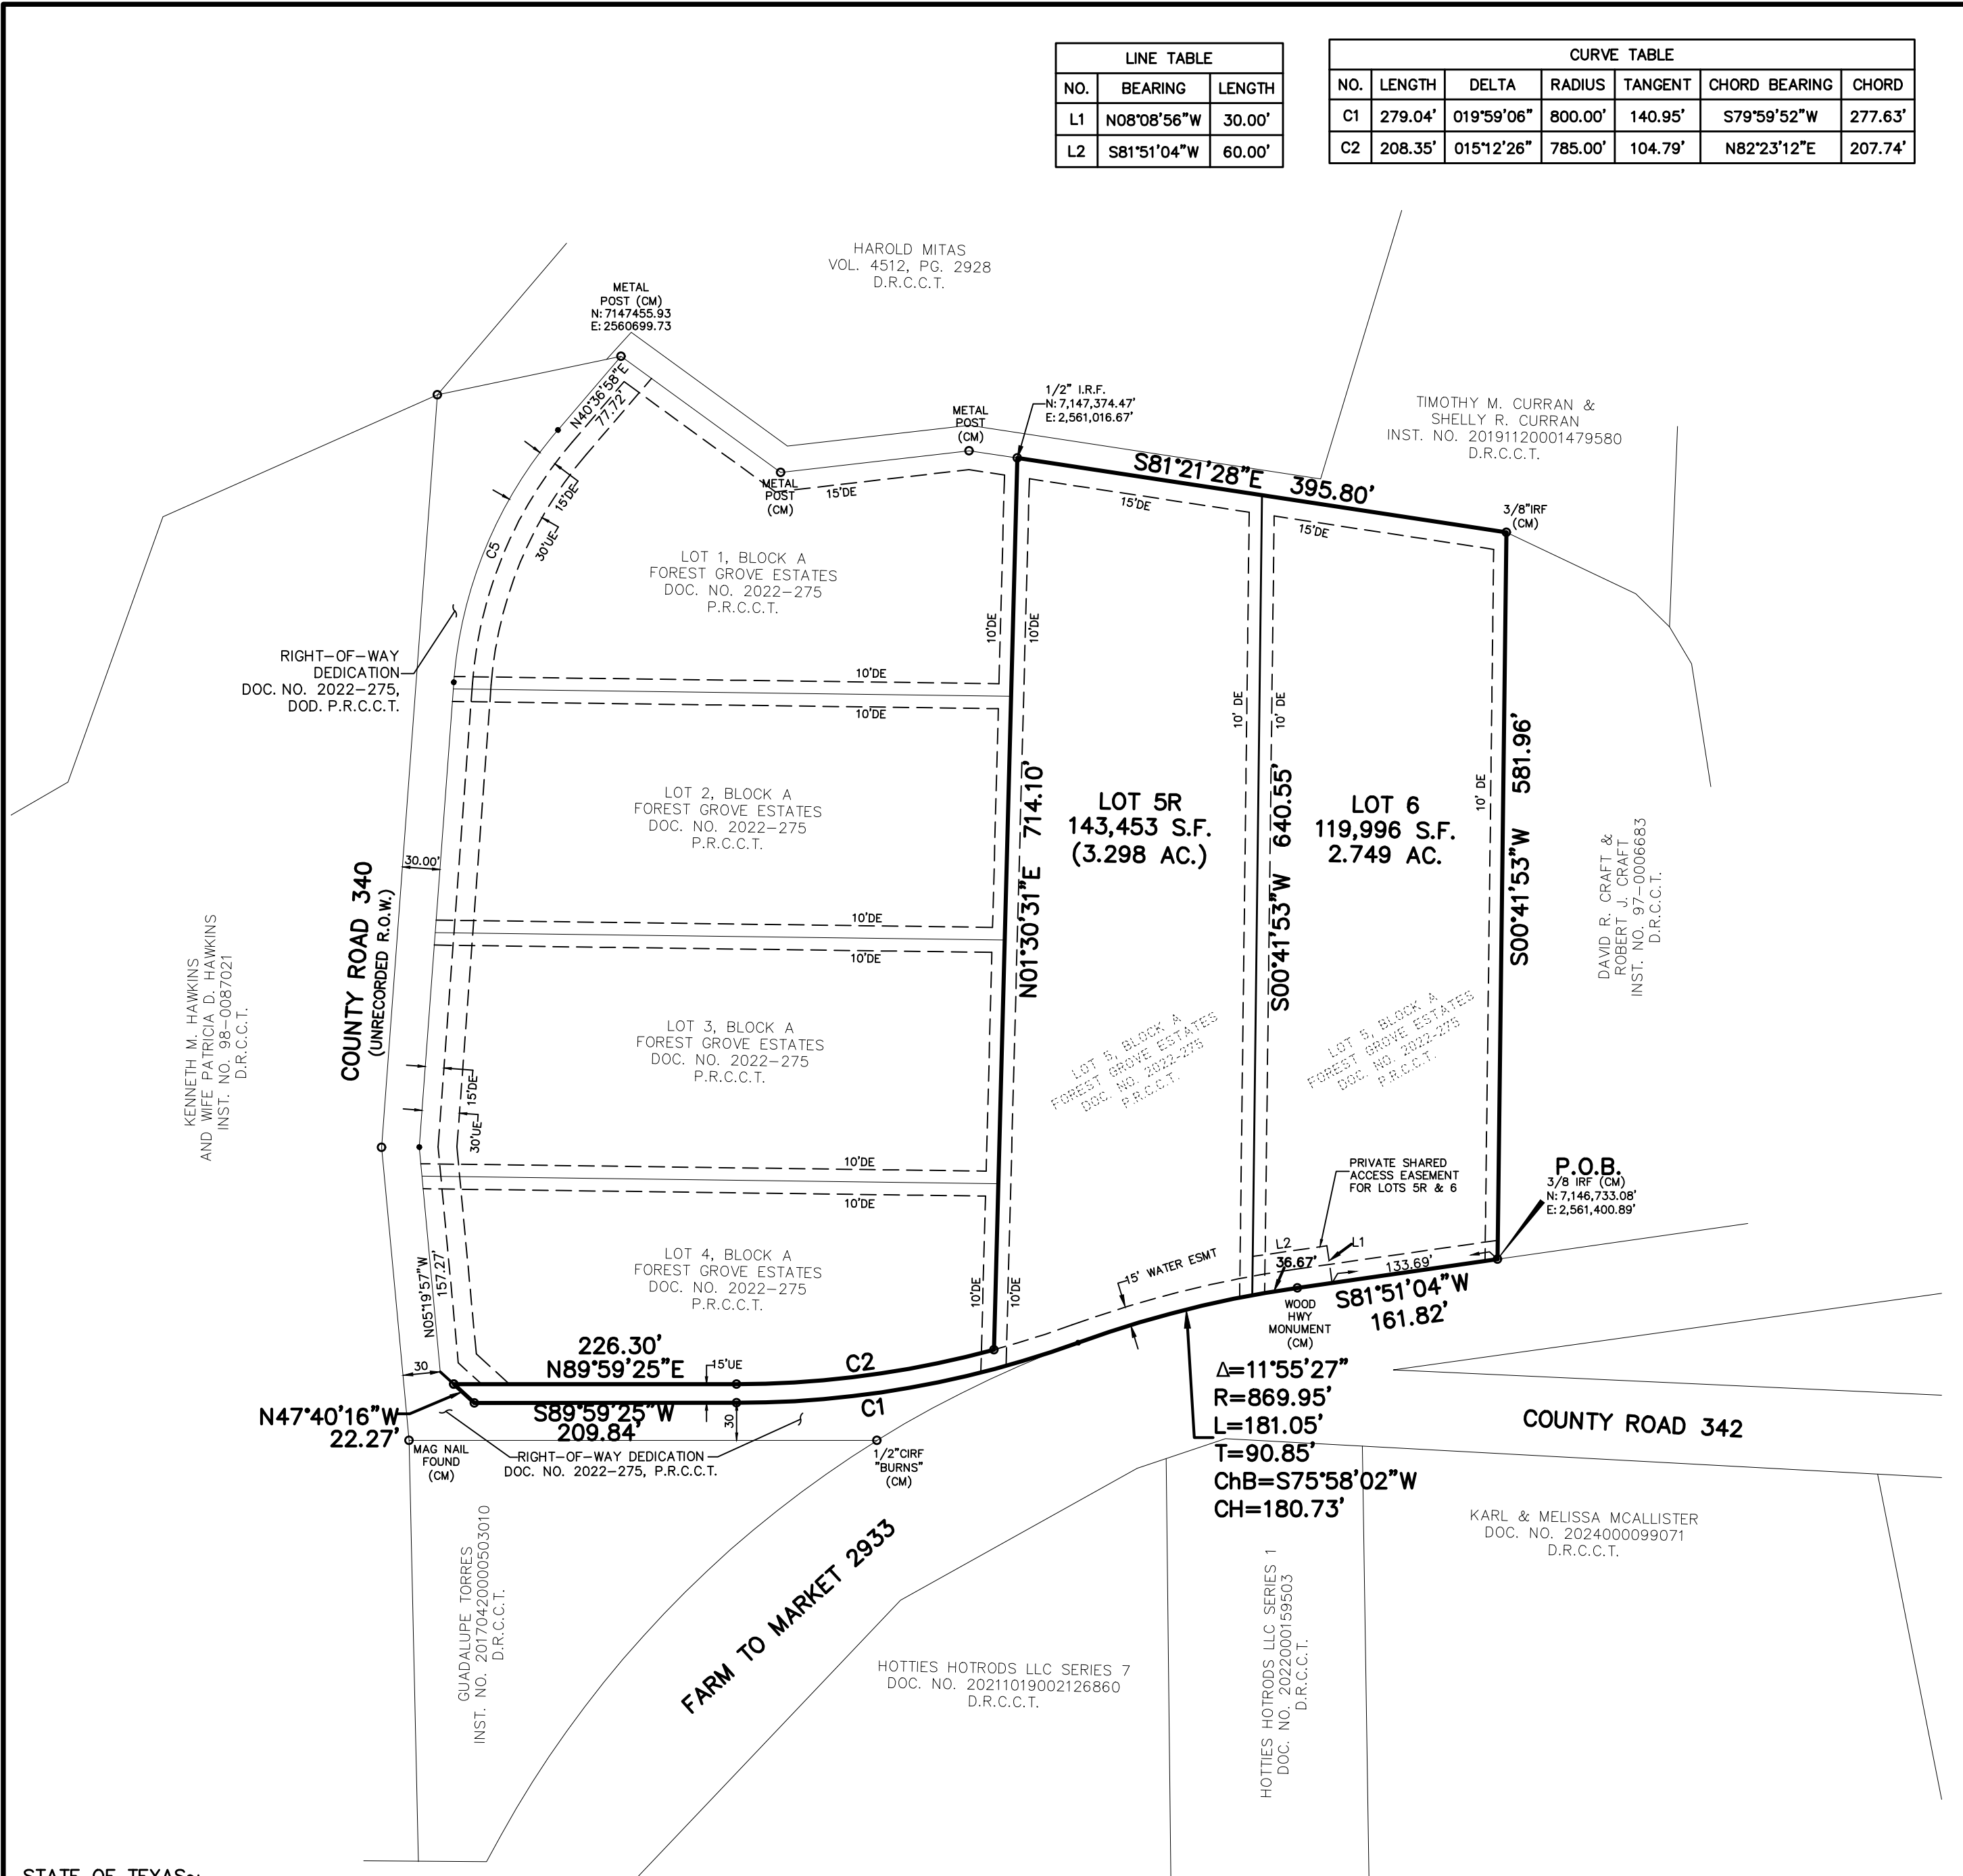 LINE TABLE
NO. BEARING LENGTH
L1 N08°08'56"W 30.00'
L2 S81°51'04"W 60.00'
CURVE TABLE
NO. LENGTH DELTA RADIUS TANGENT CHORD BEARING CHORD
C1 279.04' 019°59'06" 800.00' 140.95' S79°59'52"W 277.63'
C2 208.35' 015°12'26" 785.00' 104.79' N82°23'12"E 207.74'
HAROLD MITAS
VOL. 4512, PG. 2928
D.R.C.C.T.
METAL
POST (CM)
N: 7147455.93
E: 2560699.73
N40°36'58"E
77.72'
METAL
POST
(CM)
1/2" I.R.F.
N: 7,147,374.47'
E: 2,561,016.67'
TIMOTHY M. CURRAN &
SHELLY R. CURRAN
INST. NO. 20191120001479580
D.R.C.C.T.
S81°21'28"E 395.80'
3/8"IRF
(CM)
METAL
POST
(CM)
15'DE
15'DE
15'DE
15'DE
30'UE
C5
LOT 1, BLOCK A
FOREST GROVE ESTATES
DOC. NO. 2022-275
P.R.C.C.T.
10'DE
10'DE
RIGHT-OF-WAY
DEDICATION
DOC. NO. 2022-275,
DOD. P.R.C.C.T.
10'DE
10'DE
10' DE
10' DE
LOT 2, BLOCK A
FOREST GROVE ESTATES
DOC. NO. 2022-275
P.R.C.C.T.
N01°30'31"E 714.10'
LOT 5R
143,453 S.F.
(3.298 AC.)
S00°41'53"W 640.55'
LOT 6
119,996 S.F.
2.749 AC.
10' DE
S00°41'53"W 581.96'
DAVID R. CRAFT &
ROBERT J. CRAFT
INST. NO. 97-0006683
D.R.C.C.T.
30.00'
COUNTY ROAD 340
(UNRECORDED R.O.W.)
KENNETH M. HAWKINS
AND WIFE PATRICIA D. HAWKINS
INST. NO. 98-0087021
D.R.C.C.T.
10'DE
10'DE
LOT 3, BLOCK A
FOREST GROVE ESTATES
DOC. NO. 2022-275
P.R.C.C.T.
LOT 5, BLOCK A
FOREST GROVE ESTATES
DOC. NO. 2022-275
P.R.C.C.T.
LOT 5, BLOCK A
FOREST GROVE ESTATES
DOC. NO. 2022-275
P.R.C.C.T.
15'DE
30'UE
10'DE
10'DE
PRIVATE SHARED
ACCESS EASEMENT
FOR LOTS 5R & 6
P.O.B.
3/8 IRF (CM)
N: 7,146,733.08'
E: 2,561,400.89'
LOT 4, BLOCK A
FOREST GROVE ESTATES
DOC. NO. 2022-275
P.R.C.C.T.
N05°19'57"W
157.27'
10'DE
10'DE
15' WATER ESMT
L2
L1
36.67'
133.69'
S81°51'04"W
161.82'
WOOD
HWY
MONUMENT
(CM)
226.30'
N89°59'25"E
15'UE
C2
30
N47°40'16"W
22.27'
S89°59'25"W
209.84'
30
C1
MAG NAIL
FOUND
(CM)
RIGHT-OF-WAY DEDICATION
DOC. NO. 2022-275, P.R.C.C.T.
1/2"CIRF
"BURNS"
(CM)
Δ=11°55'27"
R=869.95'
L=181.05'
T=90.85'
ChB=S75°58'02"W
CH=180.73'
COUNTY ROAD 342
GUADALUPE TORRES
INST. NO. 20170420000503010
D.R.C.C.T.
FARM TO MARKET 2933
HOTTIES HOTRODS LLC SERIES 7
DOC. NO. 20211019002126860
D.R.C.C.T.
HOTTIES HOTRODS LLC SERIES 1
DOC. NO. 2022000159503
D.R.C.C.T.
KARL & MELISSA MCALLISTER
DOC. NO. 2024000099071
D.R.C.C.T.
STATE OF TEXAS